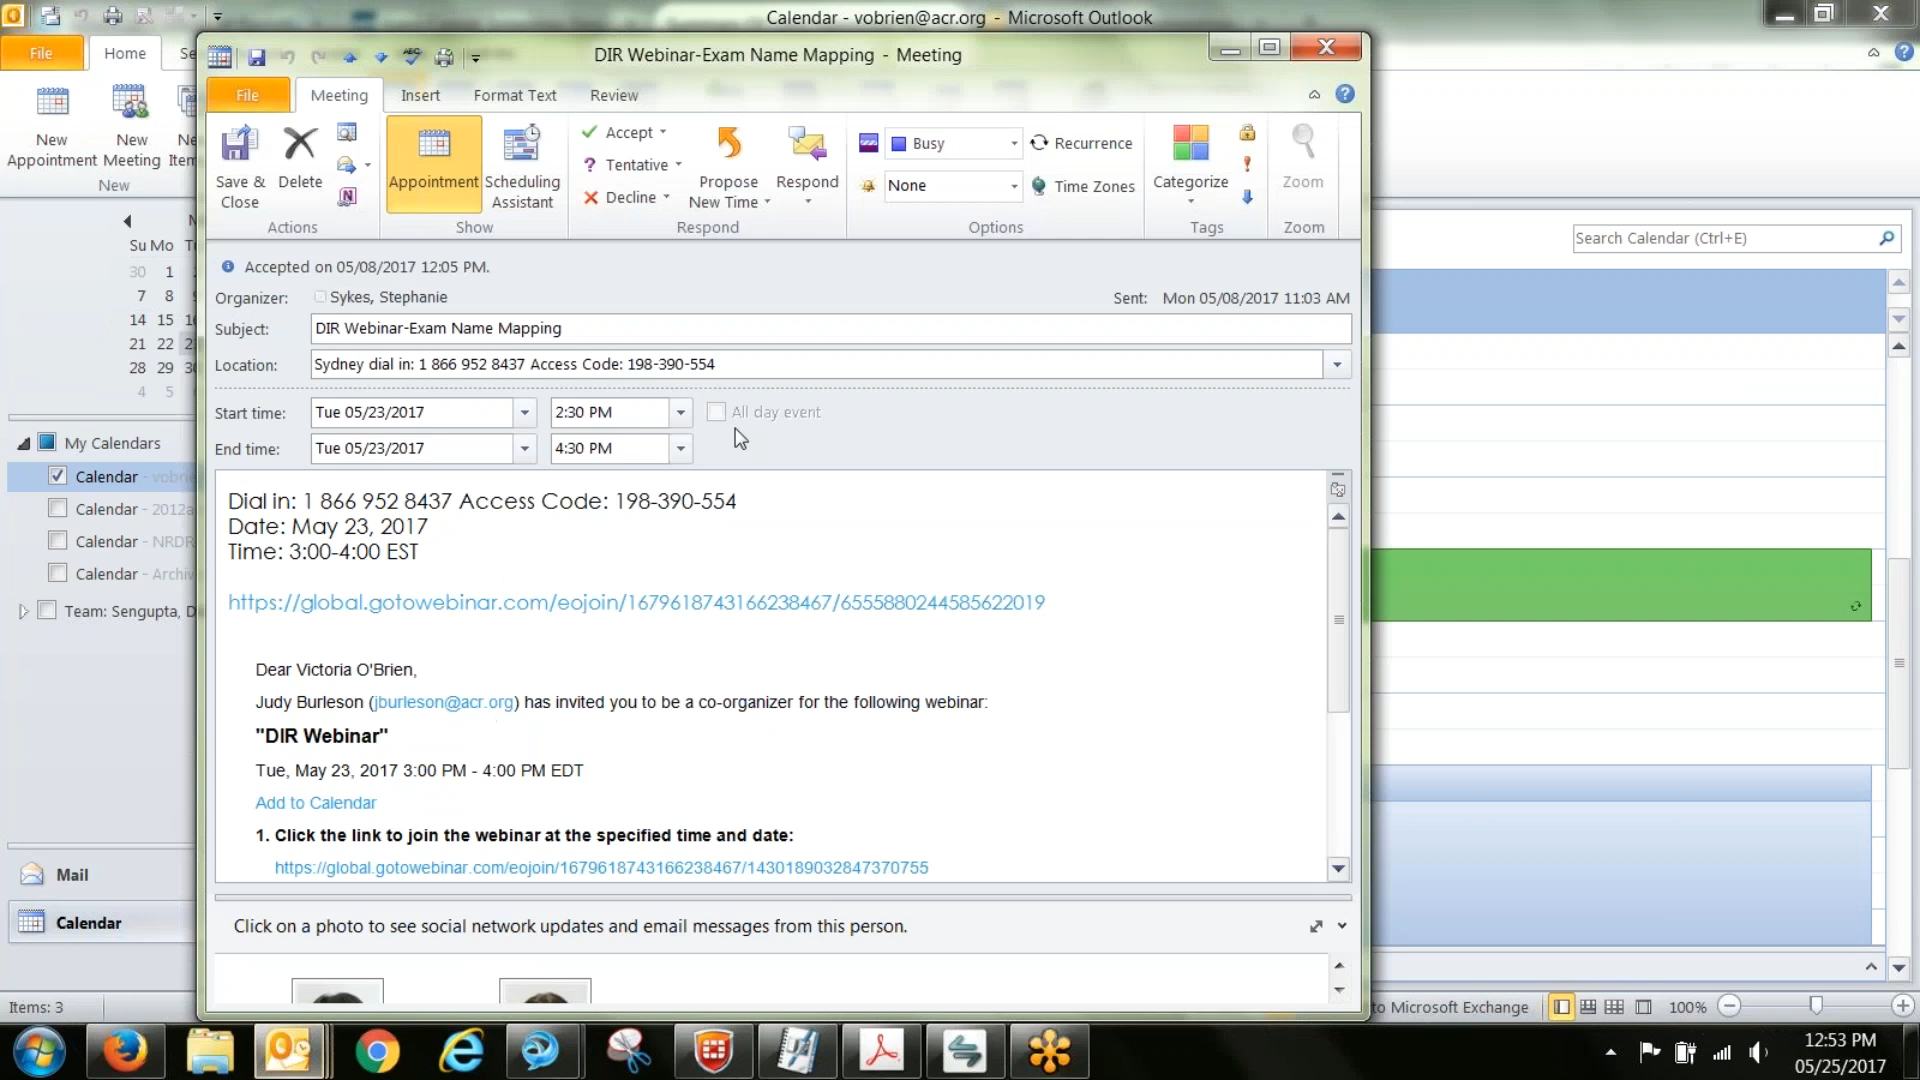 Calendar - vobrien@acr.org - Microsoft Outlook
File
Home
Se
DIR Webinar-Exam Name Mapping - Meeting
File
Meeting
Insert
Format Text
Review
New Appointment
New Meeting
Ne
Item
New
Save & Close
Delete
Actions
Appointment
Scheduling Assistant
Show
Accept
Tentative
Decline
Propose New Time
Respond
Respond
Busy
None
Recurrence
Time Zones
Options
Categorize
Tags
Zoom
Zoom
Search Calendar (Ctrl+E)
Su Mo
30 1
7 8
14 15
21 22
28 29
4 5
Accepted on 05/08/2017 12:05 PM.
Organizer: Sykes, Stephanie
Sent: Mon 05/08/2017 11:03 AM
Subject: DIR Webinar-Exam Name Mapping
Location: Sydney dial in: 1 866 952 8437 Access Code: 198-390-554
Start time: Tue 05/23/2017 2:30 PM All day event
End time: Tue 05/23/2017 4:30 PM
My Calendars
Calendar - vobrie
Calendar - 2012a
Calendar - NRDR
Calendar - Archiv
Team: Sengupta, D
Dial in: 1 866 952 8437 Access Code: 198-390-554
Date: May 23, 2017
Time: 3:00-4:00 EST
https://global.gotowebinar.com/eojoin/1679618743166238467/6555880244585622019
Dear Victoria O'Brien,
Judy Burleson (jburleson@acr.org) has invited you to be a co-organizer for the following webinar:
"DIR Webinar"
Tue, May 23, 2017 3:00 PM - 4:00 PM EDT
Add to Calendar
1. Click the link to join the webinar at the specified time and date:
https://global.gotowebinar.com/eojoin/1679618743166238467/1430189032847370755
Mail
Calendar
Click on a photo to see social network updates and email messages from this person.
Items: 3
to Microsoft Exchange
100%
12:53 PM
05/25/2017